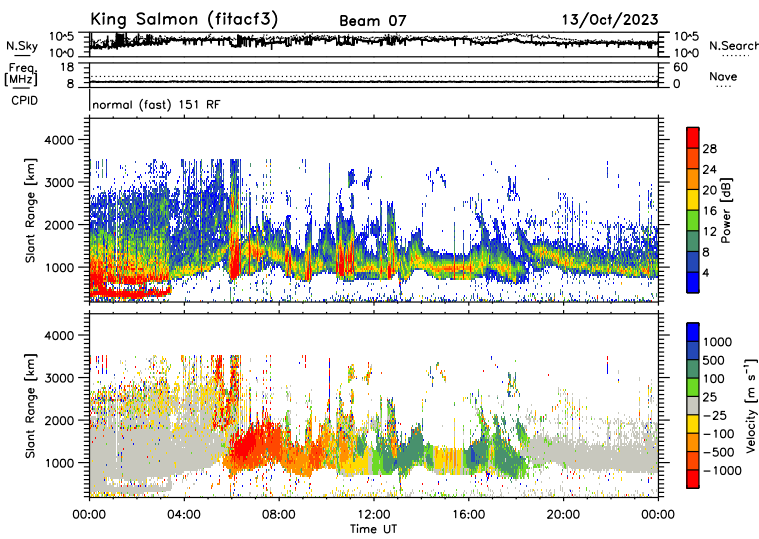 King Salmon (fitacf3) Beam 07 13/Oct/2023
N.Sky 10^5 10^0 10^5 10^0 N.Search
Freq. [MHz] 18 8 60 0 Nave
CPID normal (fast) 151 RF
Slant Range [km] 4000 3000 2000 1000
Power [dB] 28 24 20 16 12 8 4
Slant Range [km] 4000 3000 2000 1000
Velocity [m s⁻¹] 1000 500 100 25 -25 -100 -500 -1000
00:00 04:00 08:00 12:00 16:00 20:00 00:00
Time UT